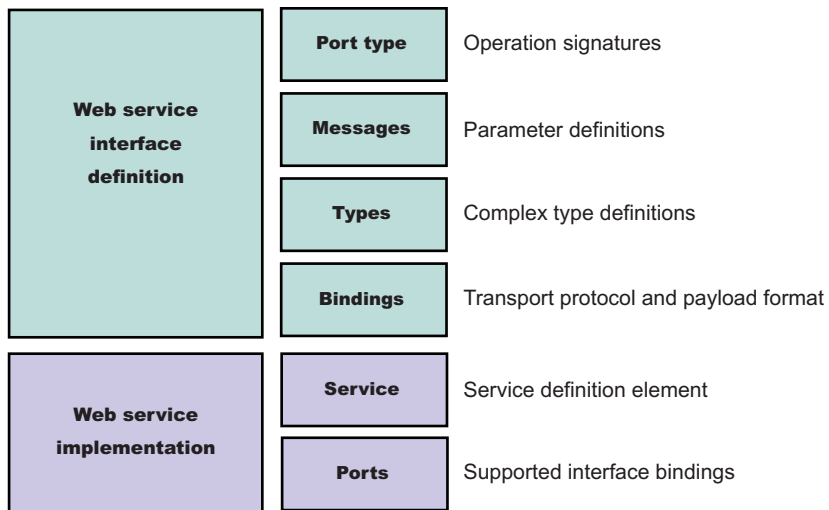 Web service
interface
definition
Port type
Operation signatures
Messages
Parameter definitions
Types
Complex type definitions
Bindings
Transport protocol and payload format
Web service
implementation
Service
Service definition element
Ports
Supported interface bindings